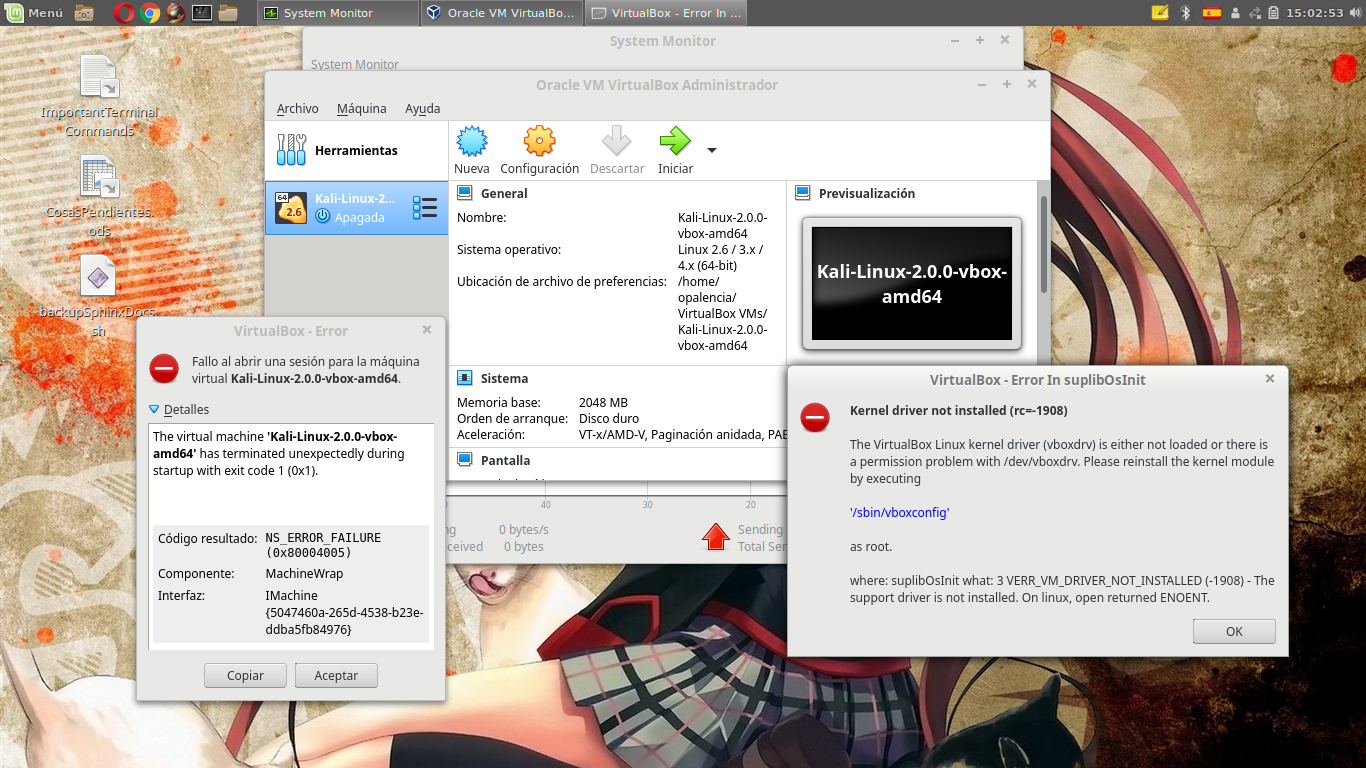 Menú
System Monitor
Oracle VM VirtualBo...
VirtualBox - Error In ...
15:02:53
ImportantTerminal
Commands
CosasPendientes.
ods
backupSphinxDocs.
sh
System Monitor
System Monitor
Oracle VM VirtualBox Administrador
Archivo
Máquina
Ayuda
Herramientas
Nueva
Configuración
Descartar
Iniciar
64
2.6
Kali-Linux-2...
Apagada
General
Nombre:
Kali-Linux-2.0.0-
vbox-amd64
Sistema operativo:
Linux 2.6 / 3.x /
4.x (64-bit)
Ubicación de archivo de preferencias:
/home/
opalencia/
VirtualBox VMs/
Kali-Linux-2.0.0-
vbox-amd64
Previsualización
Kali-Linux-2.0.0-vbox-
amd64
Sistema
Memoria base:
2048 MB
Orden de arranque:
Disco duro
Aceleración:
VT-x/AMD-V, Paginación anidada, PAE
Pantalla
40
30
20
0 bytes/s
0 bytes
Sending
VirtualBox - Error
Fallo al abrir una sesión para la máquina
virtual Kali-Linux-2.0.0-vbox-amd64.
Detalles
The virtual machine 'Kali-Linux-2.0.0-vbox-
amd64' has terminated unexpectedly during
startup with exit code 1 (0x1).
Código resultado:
NS_ERROR_FAILURE
(0x80004005)
Componente:
MachineWrap
Interfaz:
IMachine
{5047460a-265d-4538-b23e-
ddba5fb84976}
Copiar
Aceptar
VirtualBox - Error In suplibOsInit
Kernel driver not installed (rc=-1908)
The VirtualBox Linux kernel driver (vboxdrv) is either not loaded or there is
a permission problem with /dev/vboxdrv. Please reinstall the kernel module
by executing
'/sbin/vboxconfig'
as root.
where: suplibOsInit what: 3 VERR_VM_DRIVER_NOT_INSTALLED (-1908) - The
support driver is not installed. On linux, open returned ENOENT.
OK